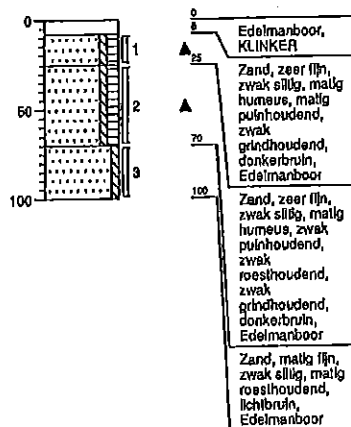 0
50
100
1
2
3
0
8
25
70
100
Edelmanboor,
KLINKER
Zand, zeer fijn,
zwak siltig, matig
humeus, matig
puinhoudend,
zwak
grindhoudend,
donkerbruin,
Edelmanboor
Zand, zeer fijn,
zwak siltig, matig
humeus, zwak
puinhoudend,
zwak
roesthoudend,
zwak
grindhoudend,
donkerbruin,
Edelmanboor
Zand, matig fijn,
zwak siltig, matig
roesthoudend,
lichtbruin,
Edelmanboor